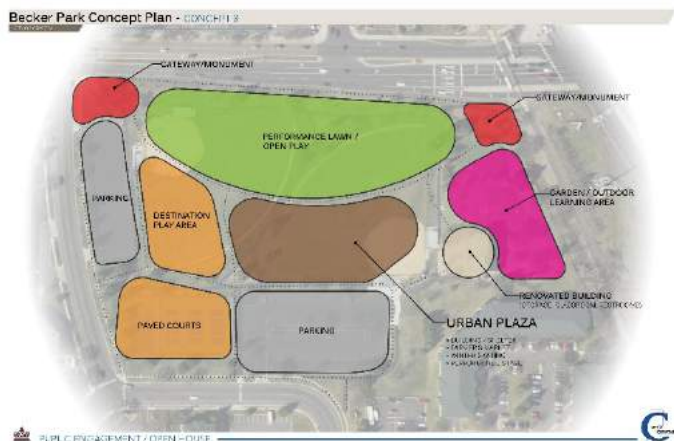 Becker Park Concept Plan - CONCEPT 3
GATEWAY/MONUMENT
GATEWAY/MONUMENT
PERFORMANCE LAWN /
OPEN PLAY
PARKING
DESTINATION
PLAY AREA
GARDEN / OUTDOOR
LEARNING AREA
RENOVATED BUILDING
URBAN PLAZA
PAVED COURTS
PARKING
PUBLIC ENGAGEMENT / OPEN HOUSE